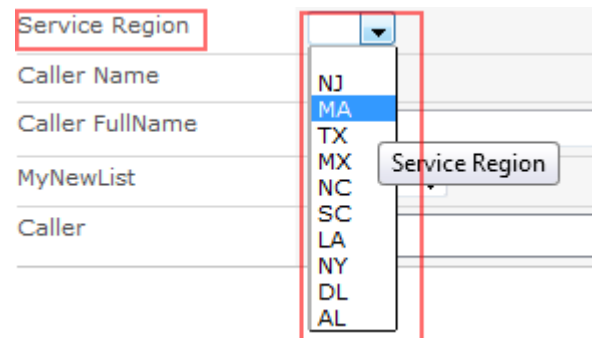 Service Region
Caller Name
NJ
MA
Caller FullName
TX
MX
Service Region
MyNewList
NC
SC
Caller
LA
NY
DL
AL